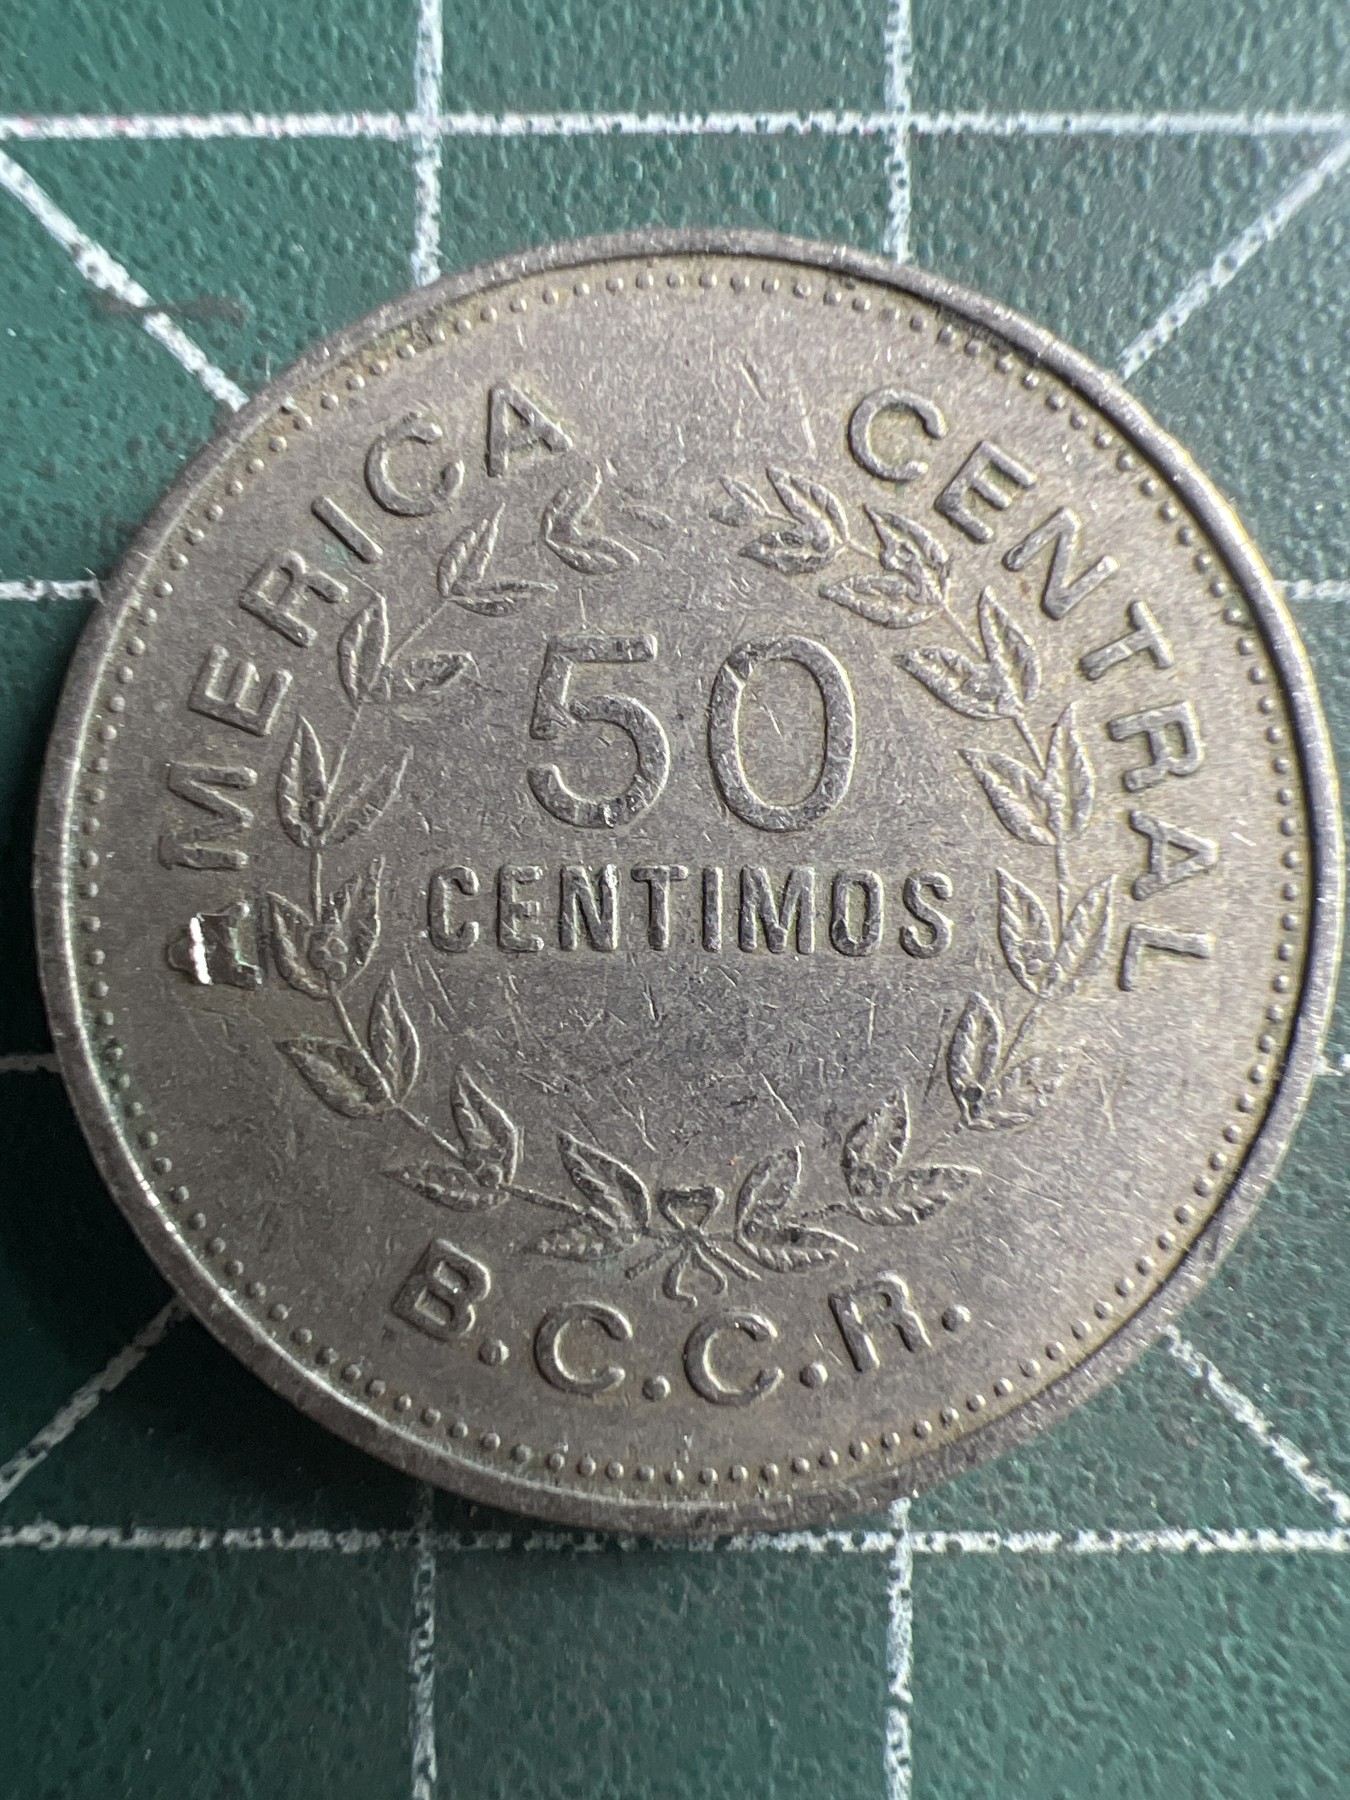 AMERICA CENTRAL
50
CENTIMOS
B.C.C.R.